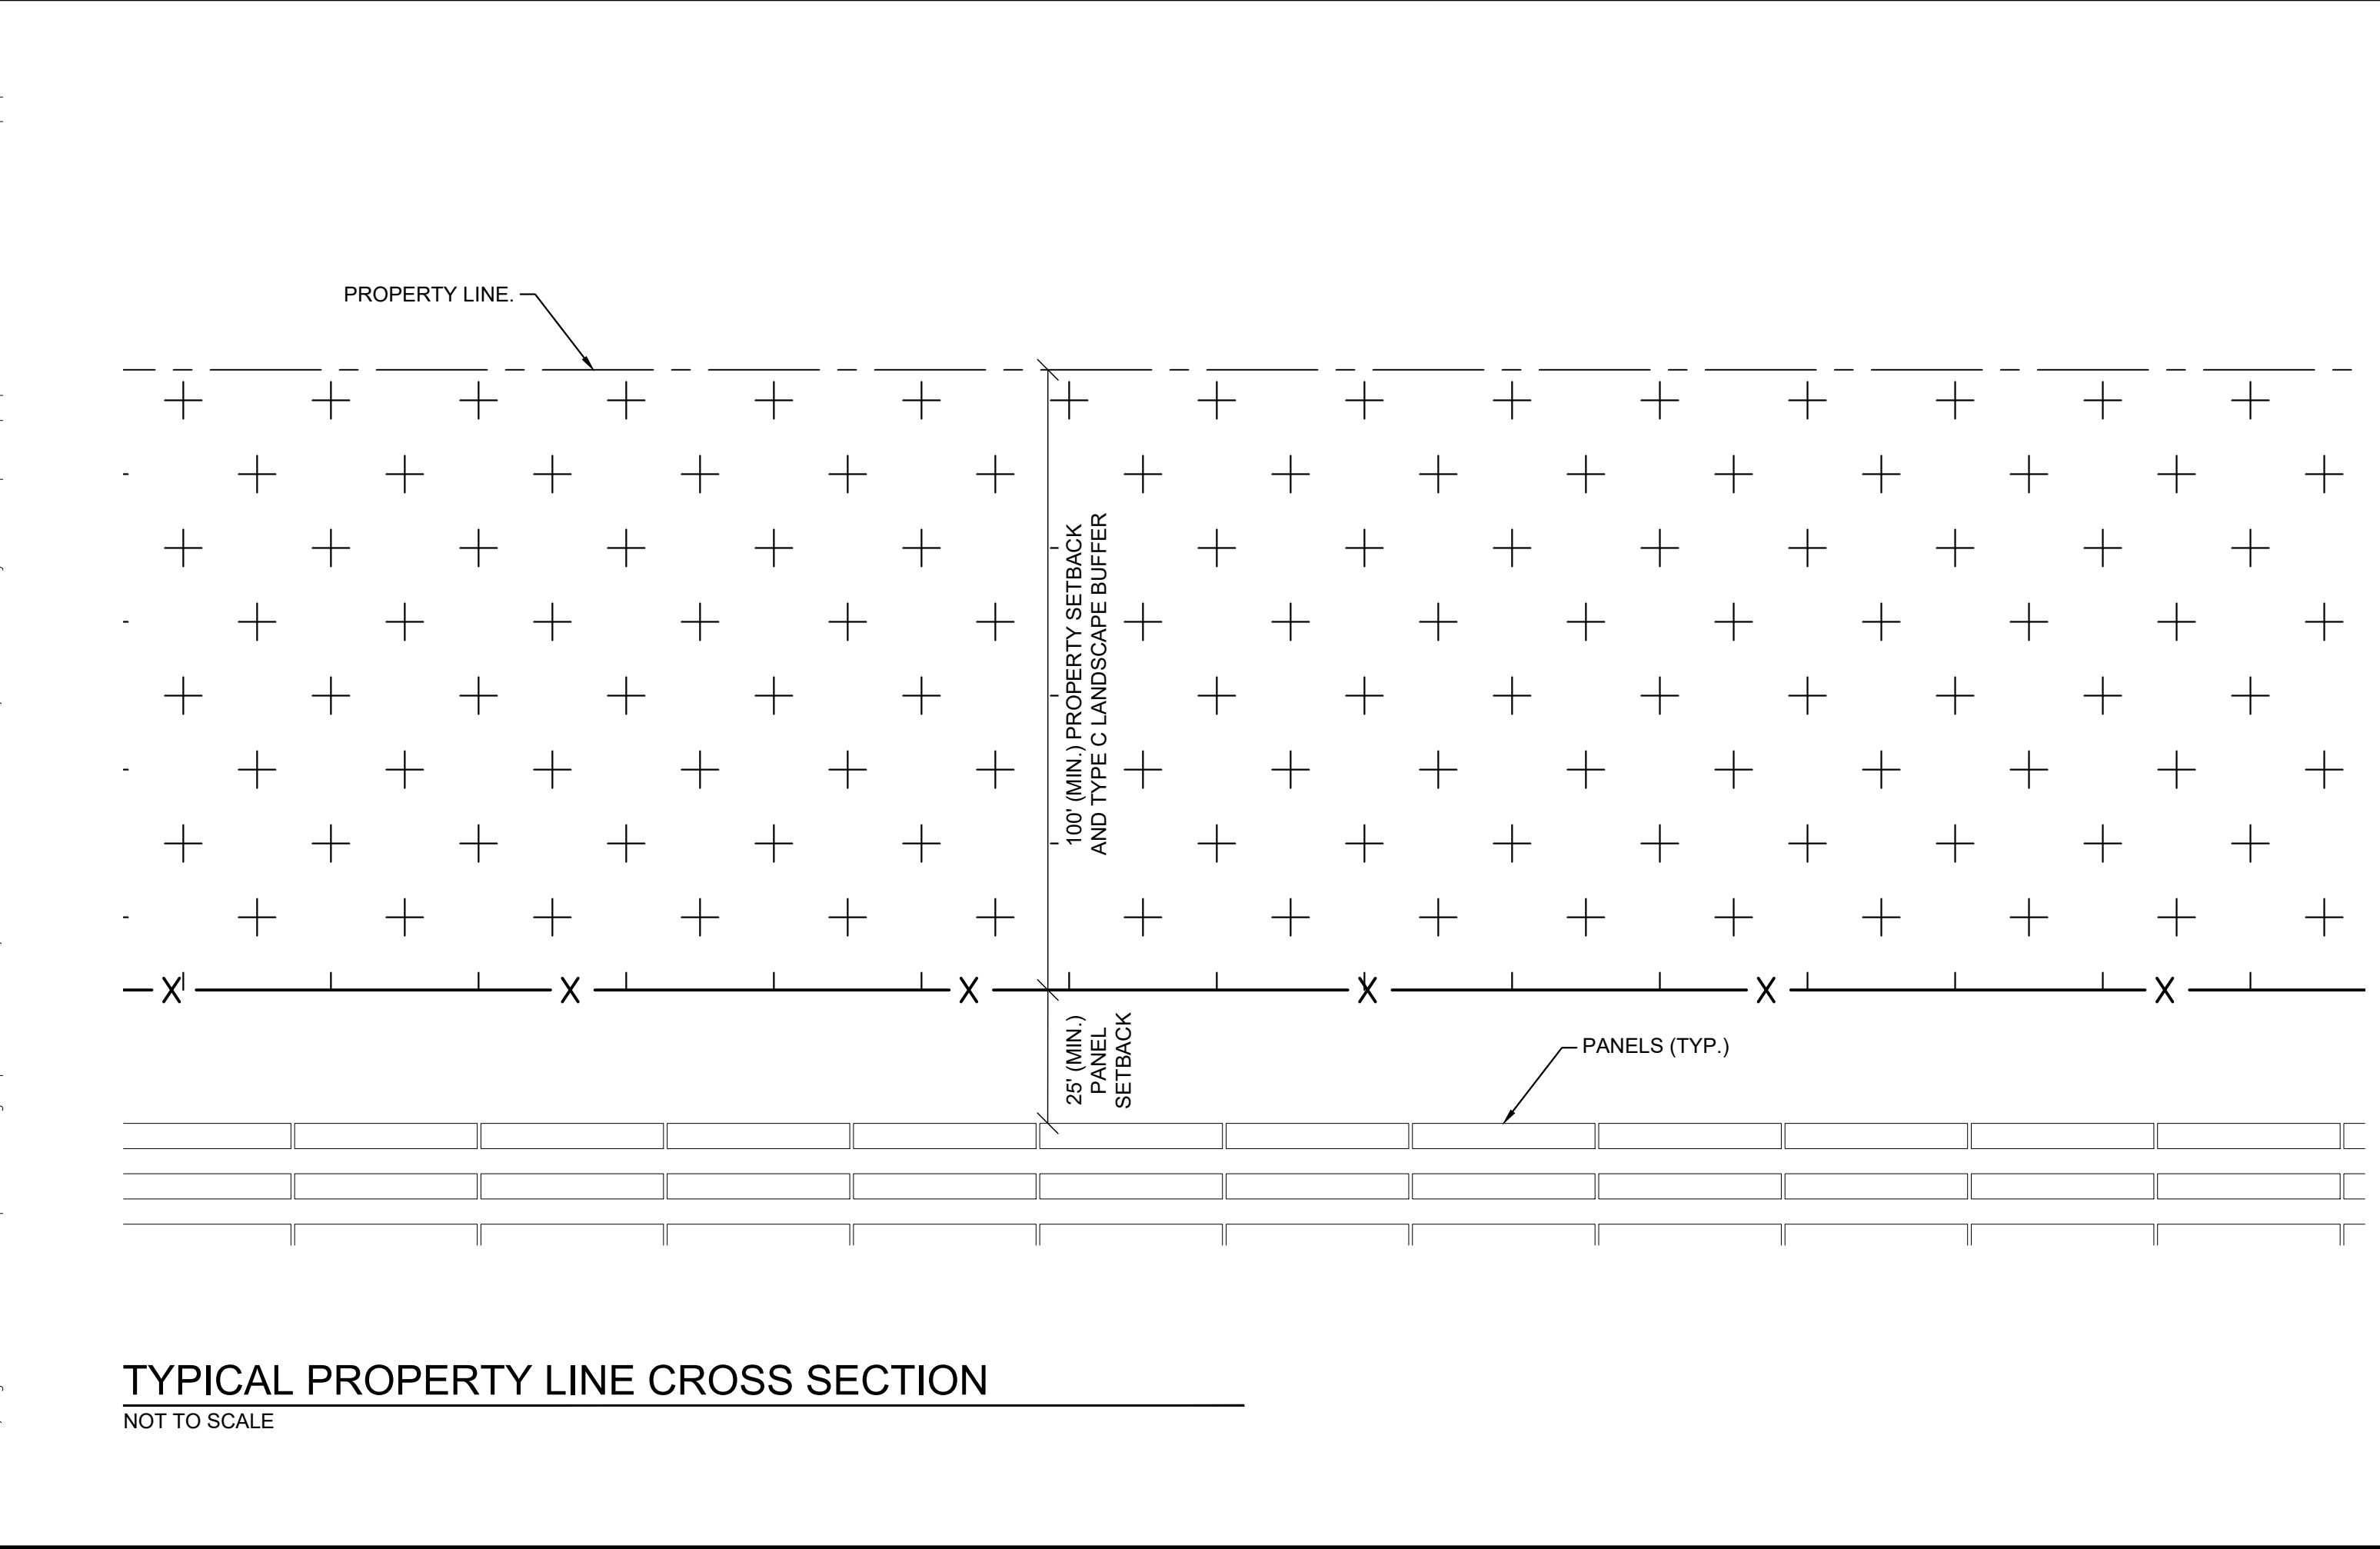 PROPERTY LINE.
100' (MIN.) PROPERTY SETBACK
AND TYPE C LANDSCAPE BUFFER
X X X X X X
25' (MIN.)
PANEL
SETBACK
PANELS (TYP.)
TYPICAL PROPERTY LINE CROSS SECTION
NOT TO SCALE